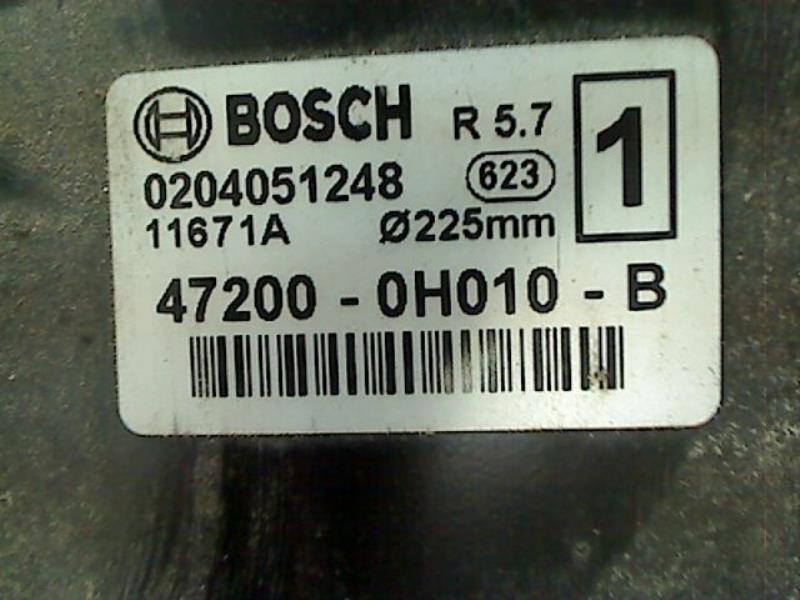 BOSCH R 5.7 1
0204051248 623
11671A Ø225mm
47200 - 0H010 - B